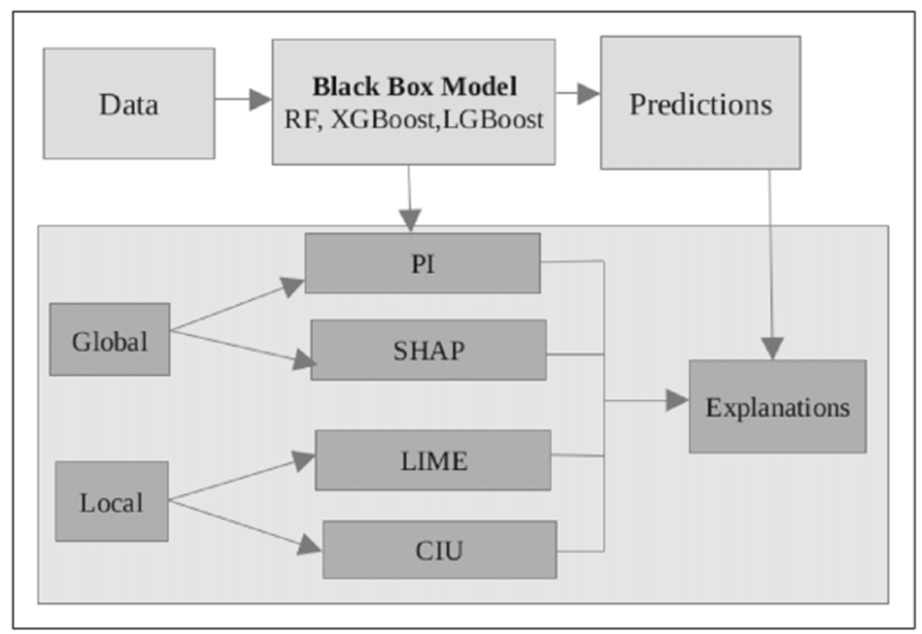 Data
Black Box Model
RF, XGBoost,LGBoost
Predictions
PI
Global
SHAP
Explanations
LIME
Local
CIU